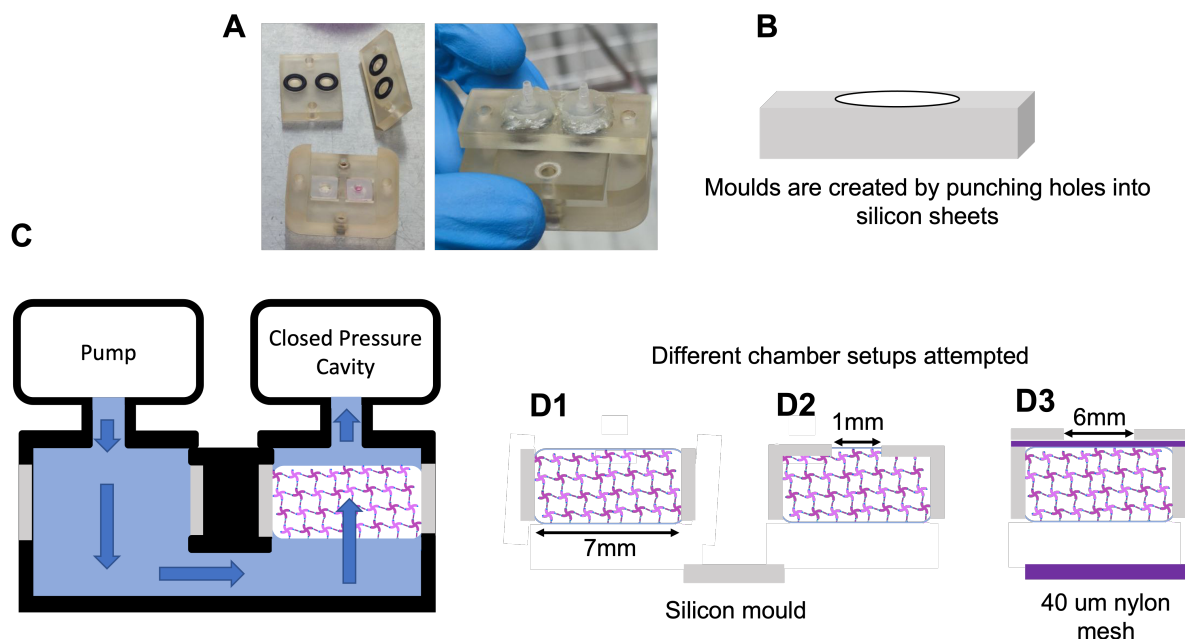 A
B
Moulds are created by punching holes into
silicon sheets
C
Pump
Closed Pressure
Cavity
Different chamber setups attempted
D1
D2
D3
1mm
6mm
7mm
Silicon mould
40 um nylon
mesh